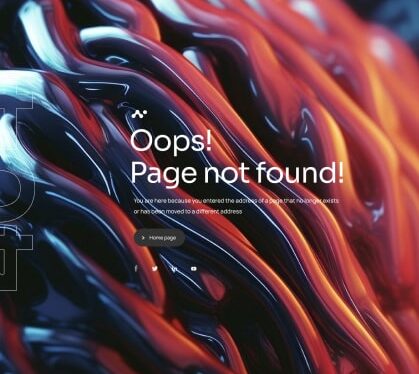 404
Oops!
Page not found!
You are here because you entered the address of a page that no longer exists
or has been moved to a different address
Home page